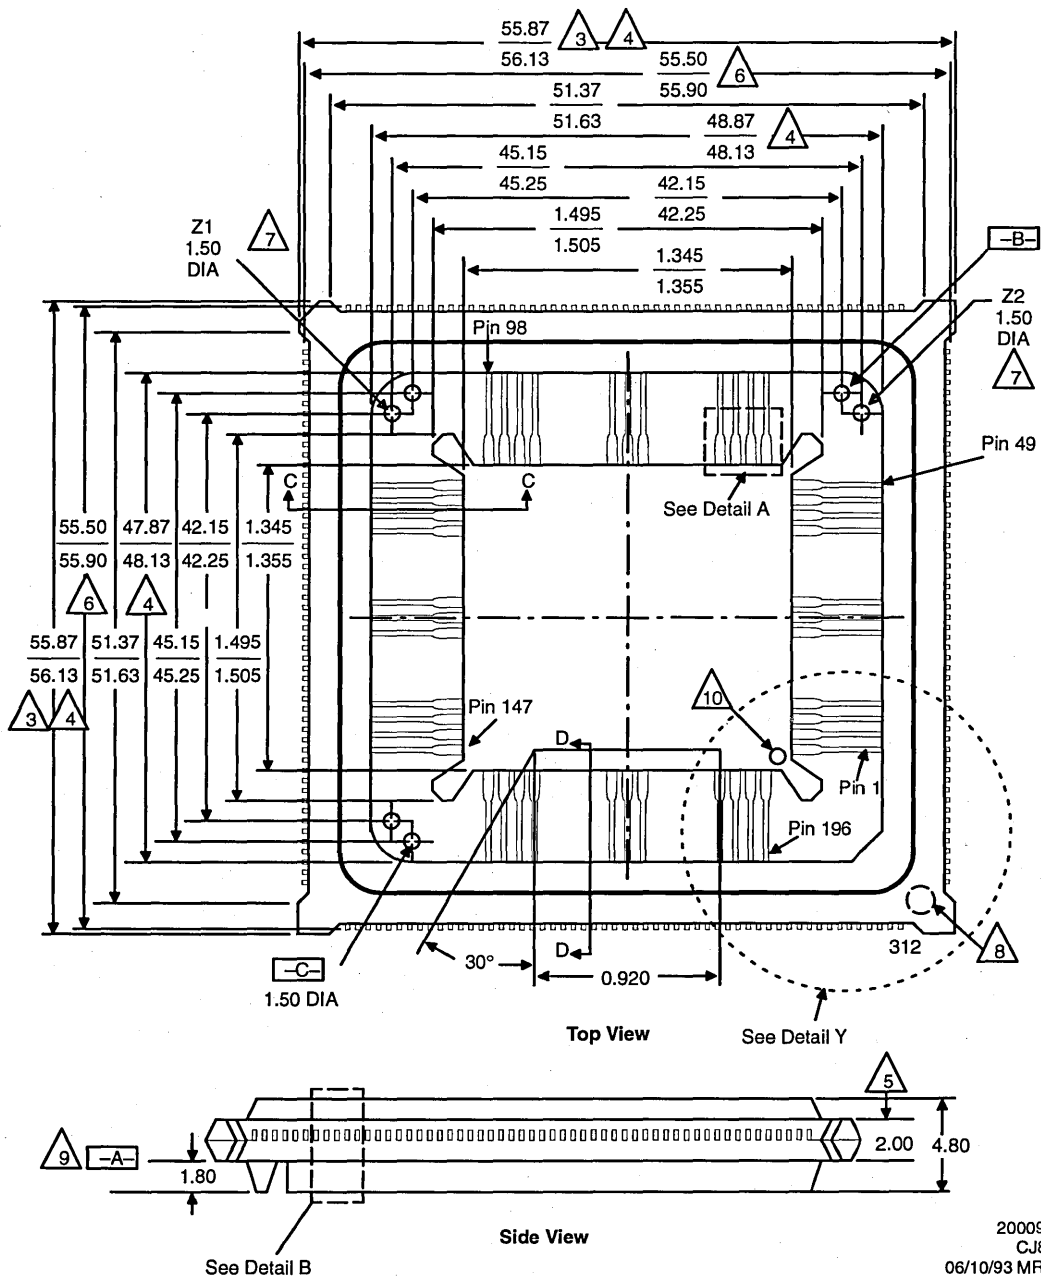 55.87
56.13
3
4
55.50
55.90
6
51.37
51.63
48.87
48.13
4
45.15
45.25
42.15
42.25
1.495
1.505
1.345
1.355
Z1
1.50
DIA
7
–B–
Z2
1.50
DIA
7
Pin 98
Pin 49
C
C
See Detail A
55.50
55.90
6
47.87
48.13
4
42.15
42.25
1.345
1.355
55.87
56.13
3
4
51.37
51.63
45.15
45.25
1.495
1.505
Pin 147
10
D
Pin 1
Pin 196
–C–
1.50 DIA
30°
D
0.920
312
8
Top View
See Detail Y
5
9
–A–
1.80
2.00
4.80
Side View
See Detail B
20009
CJ8
06/10/93 MR